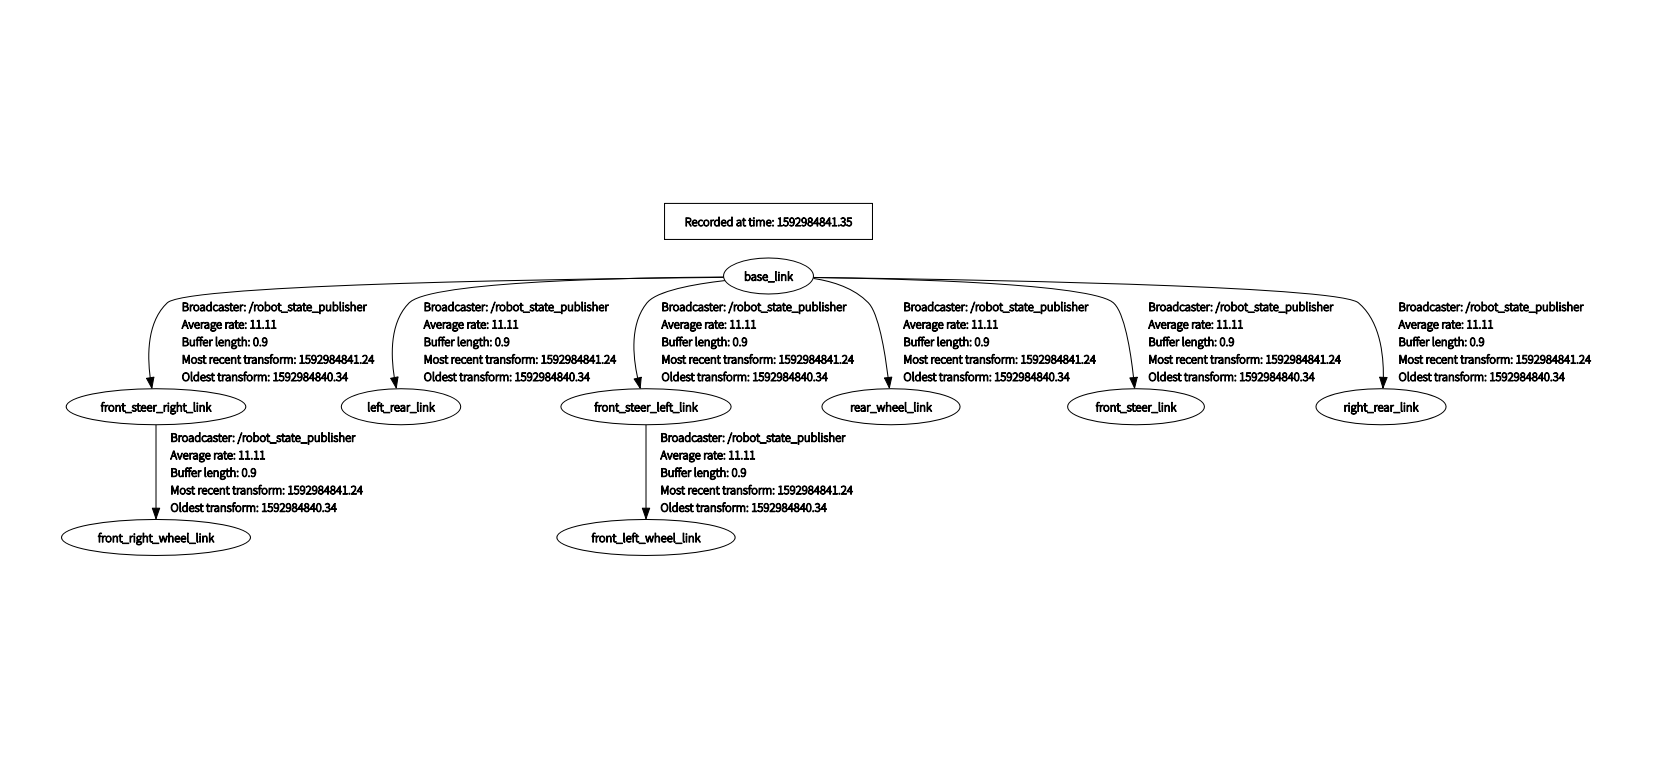 Recorded at time: 1592984841.35
base_link
Broadcaster: /robot_state_publisher
Average rate: 11.11
Buffer length: 0.9
Most recent transform: 1592984841.24
Oldest transform: 1592984840.34
Broadcaster: /robot_state_publisher
Average rate: 11.11
Buffer length: 0.9
Most recent transform: 1592984841.24
Oldest transform: 1592984840.34
Broadcaster: /robot_state_publisher
Average rate: 11.11
Buffer length: 0.9
Most recent transform: 1592984841.24
Oldest transform: 1592984840.34
Broadcaster: /robot_state_publisher
Average rate: 11.11
Buffer length: 0.9
Most recent transform: 1592984841.24
Oldest transform: 1592984840.34
Broadcaster: /robot_state_publisher
Average rate: 11.11
Buffer length: 0.9
Most recent transform: 1592984841.24
Oldest transform: 1592984840.34
Broadcaster: /robot_state_publisher
Average rate: 11.11
Buffer length: 0.9
Most recent transform: 1592984841.24
Oldest transform: 1592984840.34
front_steer_right_link
left_rear_link
front_steer_left_link
rear_wheel_link
front_steer_link
right_rear_link
Broadcaster: /robot_state_publisher
Average rate: 11.11
Buffer length: 0.9
Most recent transform: 1592984841.24
Oldest transform: 1592984840.34
Broadcaster: /robot_state_publisher
Average rate: 11.11
Buffer length: 0.9
Most recent transform: 1592984841.24
Oldest transform: 1592984840.34
front_right_wheel_link
front_left_wheel_link